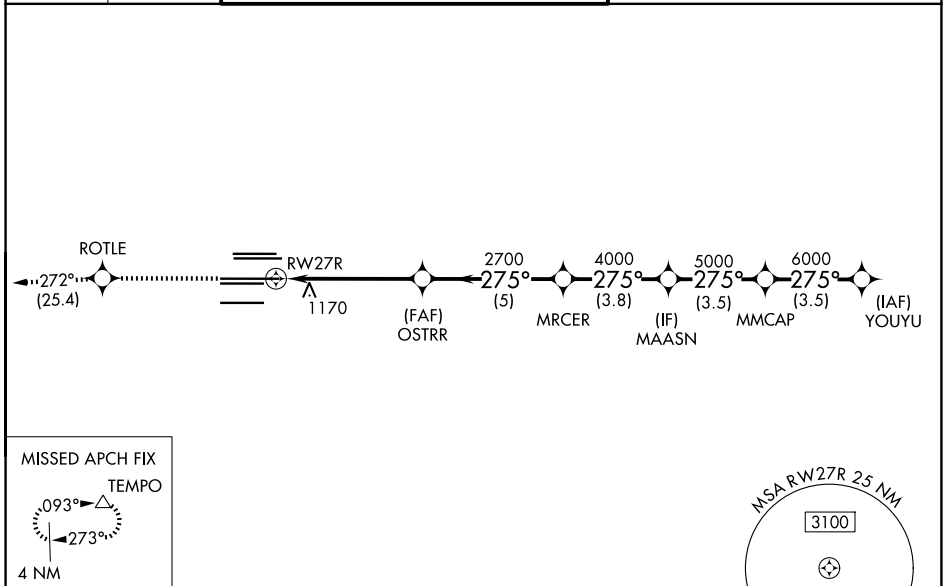 ROTLE
272°
(25.4)
RW27R
1170
(FAF)
OSTRR
2700
275°
(5)
MRCER
4000
275°
(3.8)
(IF)
MAASN
5000
275°
(3.5)
MMCAP
6000
275°
(3.5)
(IAF)
YOUYU
MISSED APCH FIX
TEMPO
093°
273°
4 NM
MSA RW27R 25 NM
3100